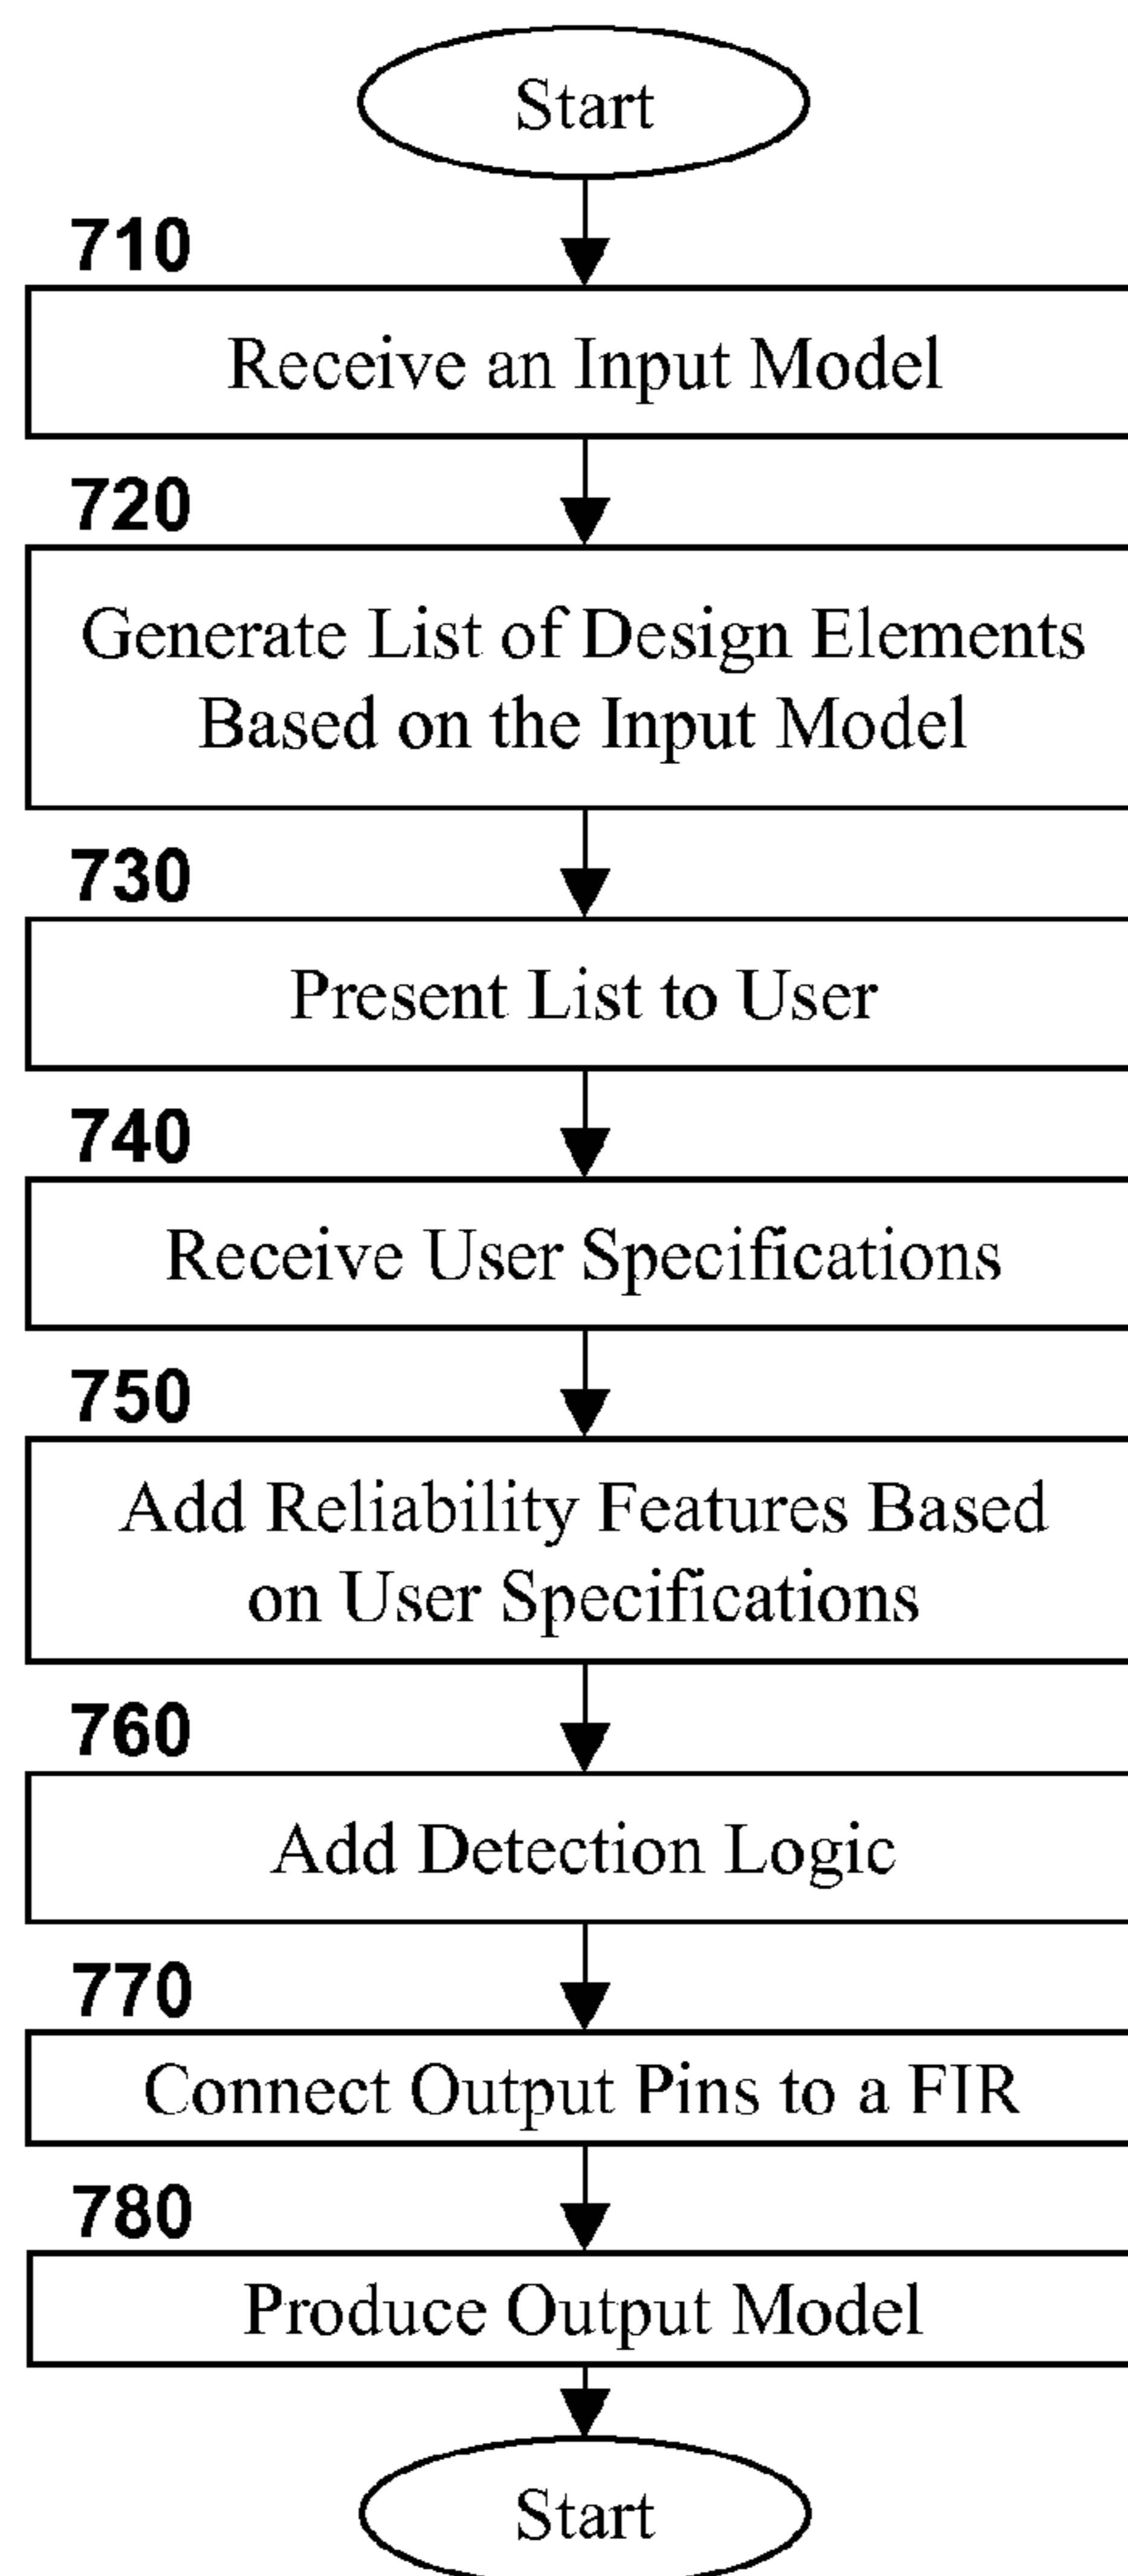 Start
710
Receive an Input Model
720
Generate List of Design Elements
Based on the Input Model
730
Present List to User
740
Receive User Specifications
750
Add Reliability Features Based
on User Specifications
760
Add Detection Logic
770
Connect Output Pins to a FIR
780
Produce Output Model
Start